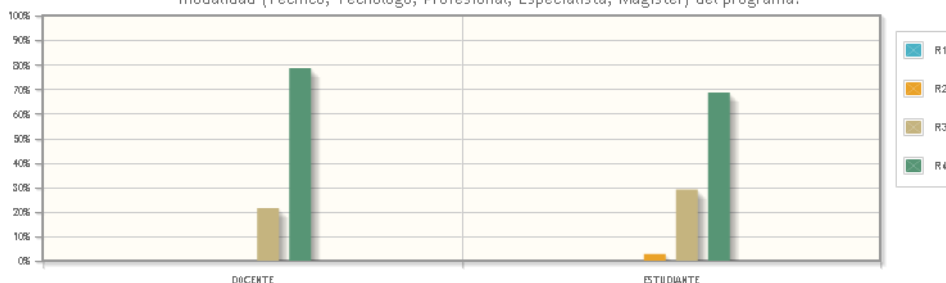 modalidad (Técnico, Tecnólogo, Profesional, Especialista, Magister) del programa.
100%
90%
80%
70%
60%
50%
40%
30%
20%
10%
0%
DOCENTE
ESTUDIANTE
R1
R2
R3
R4